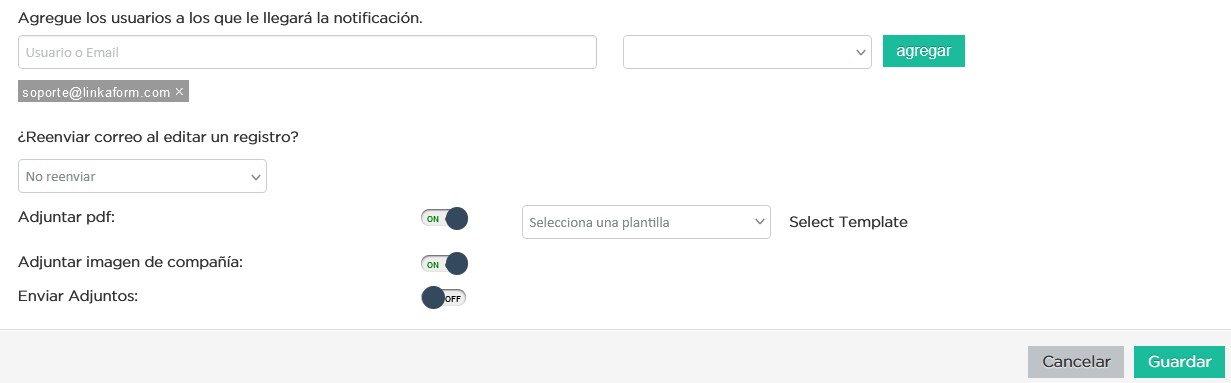 Agregue los usuarios a los que le llegará la notificación.
Usuario o Email
agregar
soporte@linkaform.com ×
¿Reenviar correo al editar un registro?
No reenviar
Adjuntar pdf: ON Selecciona una plantilla Select Template
Adjuntar imagen de compañía: ON
Enviar Adjuntos: OFF
Cancelar Guardar